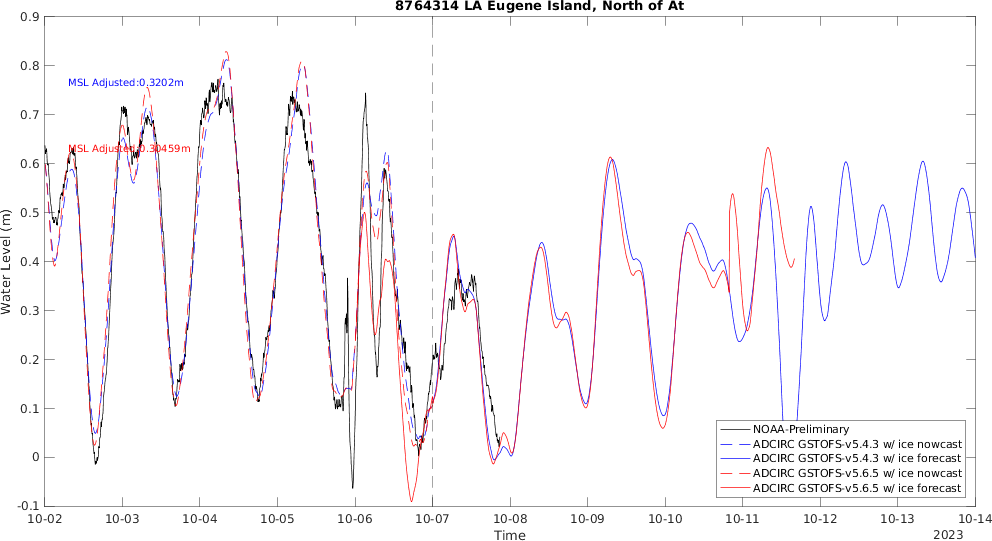 8764314 LA Eugene Island, North of At
0.9
0.8
MSL Adjusted:0.3202m
0.7
MSL Adjusted:0.30459m
0.6
0.5
0.4
0.3
0.2
0.1
0
-0.1
Water Level (m)
NOAA-Preliminary
ADCIRC GSTOFS-v5.4.3 w/ ice nowcast
ADCIRC GSTOFS-v5.4.3 w/ ice forecast
ADCIRC GSTOFS-v5.6.5 w/ ice nowcast
ADCIRC GSTOFS-v5.6.5 w/ ice forecast
10-02 10-03 10-04 10-05 10-06 10-07 10-08 10-09 10-10 10-11 10-12 10-13 10-14
Time
2023